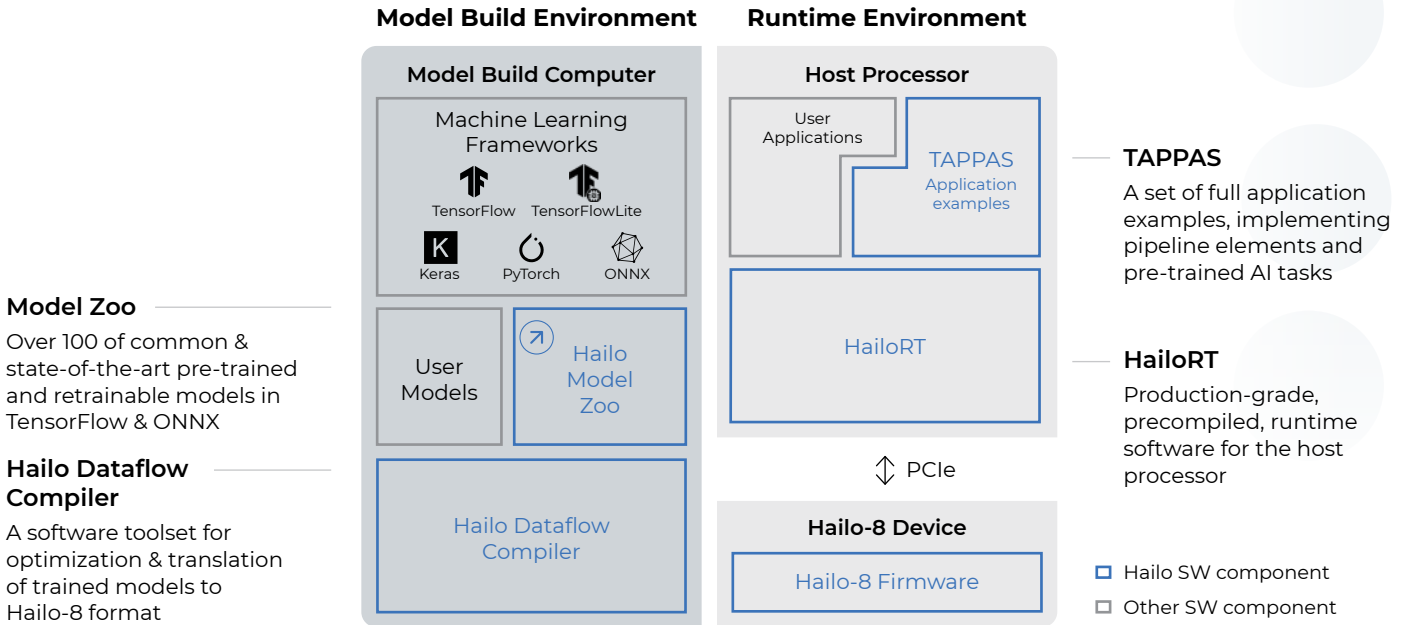 Model Build Environment
Runtime Environment
Model Build Computer
Machine Learning
Frameworks
TensorFlow
TensorFlowLite
K
Keras
PyTorch
ONNX
User
Models
Hailo
Model
Zoo
Hailo Dataflow
Compiler
Host Processor
User
Applications
TAPPAS
Application
examples
HailoRT
PCIe
Hailo-8 Device
Hailo-8 Firmware
Model Zoo
Over 100 of common &
state-of-the-art pre-trained
and retrainable models in
TensorFlow & ONNX
Hailo Dataflow
Compiler
A software toolset for
optimization & translation
of trained models to
Hailo-8 format
TAPPAS
A set of full application
examples, implementing
pipeline elements and
pre-trained AI tasks
HailoRT
Production-grade,
precompiled, runtime
software for the host
processor
Hailo SW component
Other SW component